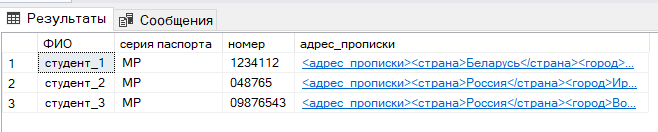 Результаты Сообщения
ФИО серия паспорта номер адрес_прописки
1 студент_1 MP 1234112 <адрес_прописки><страна>Беларусь</страна><город>...
2 студент_2 MP 048765 <адрес_прописки><страна>Россия</страна><город>Ир...
3 студент_3 MP 09876543 <адрес_прописки><страна>Россия</страна><город>Во...